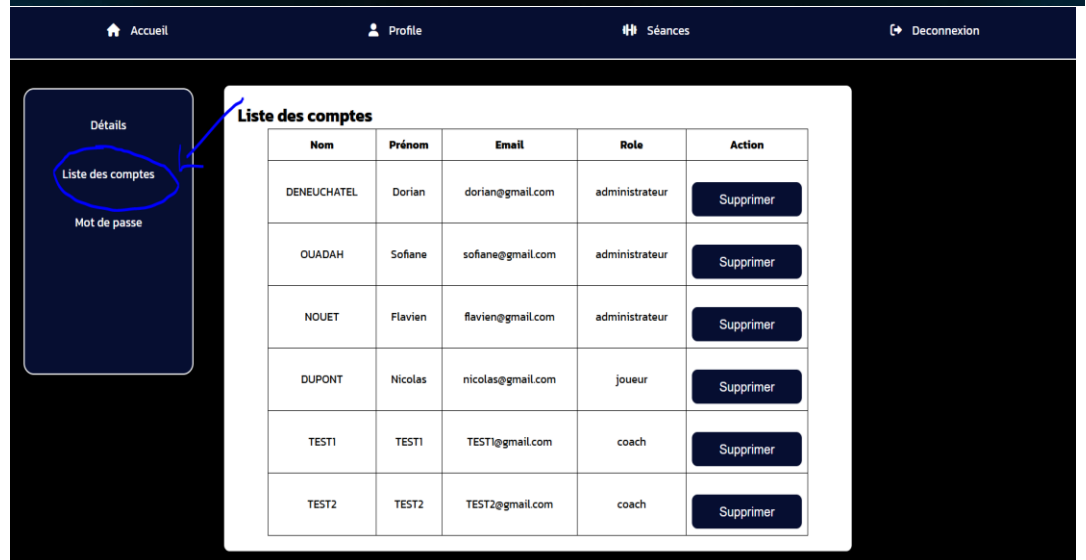 Accueil Profile Séances Deconnexion
Détails
Liste des comptes
Mot de passe
Liste des comptes
Nom Prénom Email Role Action
DENEUCHATEL Dorian dorian@gmail.com administrateur Supprimer
OUADAH Sofiane sofiane@gmail.com administrateur Supprimer
NOUET Flavien flavien@gmail.com administrateur Supprimer
DUPONT Nicolas nicolas@gmail.com joueur Supprimer
TEST1 TEST1 TEST1@gmail.com coach Supprimer
TEST2 TEST2 TEST2@gmail.com coach Supprimer